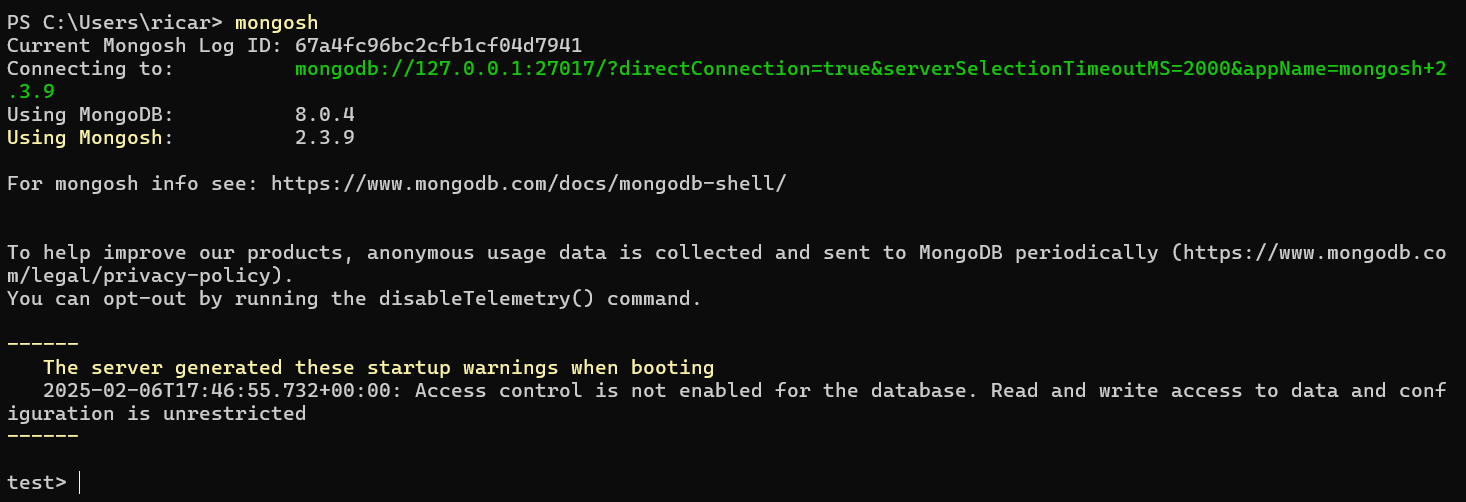 PS C:\Users\ricar> mongosh
Current Mongosh Log ID: 67a4fc96bc2cfb1cf04d7941
Connecting to:          mongodb://127.0.0.1:27017/?directConnection=true&serverSelectionTimeoutMS=2000&appName=mongosh+2
.3.9
Using MongoDB:          8.0.4
Using Mongosh:          2.3.9
For mongosh info see: https://www.mongodb.com/docs/mongodb-shell/
To help improve our products, anonymous usage data is collected and sent to MongoDB periodically (https://www.mongodb.co
m/legal/privacy-policy).
You can opt-out by running the disableTelemetry() command.
------
   The server generated these startup warnings when booting
   2025-02-06T17:46:55.732+00:00: Access control is not enabled for the database. Read and write access to data and conf
iguration is unrestricted
------
test>